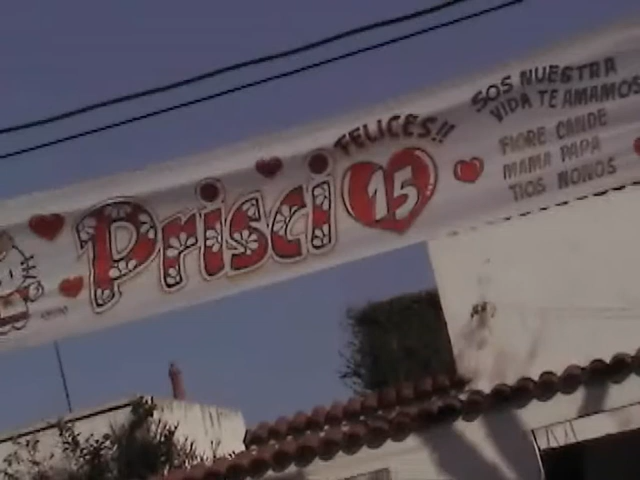 Prisci
FELICES!!
15
SOS NUESTRA
VIDA TE AMAMOS
FIORE CANDE
MAMA PAPA
TIOS NONOS